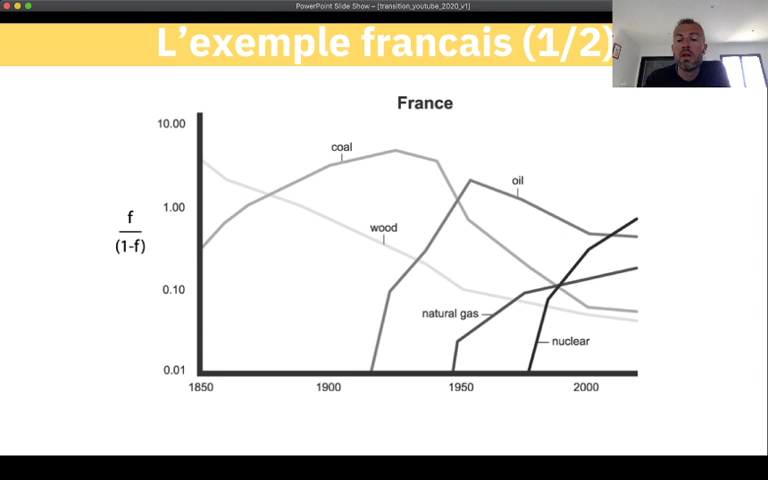 PowerPoint Slide Show – [transition_youtube_2020_v1]
L’exemple francais (1/2)
France
10.00
1.00
0.10
0.01
f
(1-f)
coal
oil
wood
natural gas
nuclear
1850
1900
1950
2000